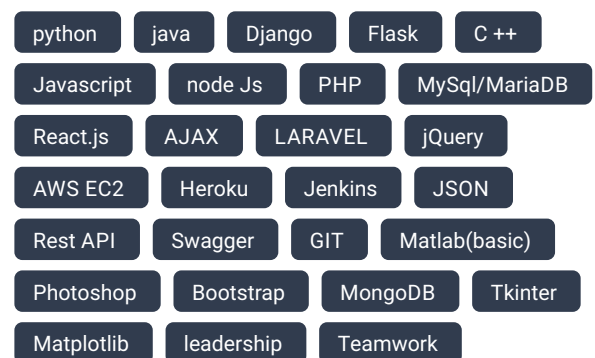 python java Django Flask C ++
Javascript node Js PHP MySql/MariaDB
React.js AJAX LARAVEL jQuery
AWS EC2 Heroku Jenkins JSON
Rest API Swagger GIT Matlab(basic)
Photoshop Bootstrap MongoDB Tkinter
Matplotlib leadership Teamwork